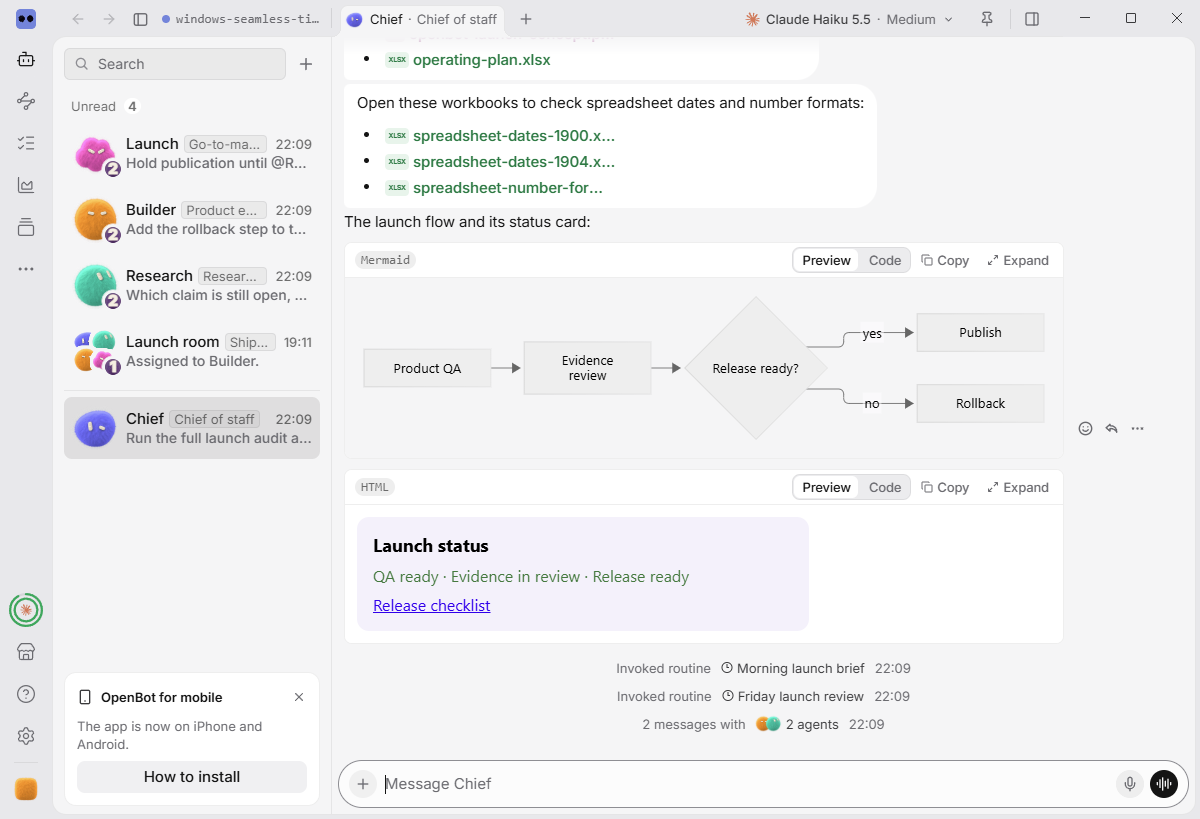 windows-seamless-ti...
Chief · Chief of staff
Claude Haiku 5.5 · Medium
Search
Unread 4
Launch Go-to-ma... 22:09
Hold publication until @R...
2
Builder Product e... 22:09
Add the rollback step to t...
2
Research Resear... 22:09
Which claim is still open, ...
2
Launch room Ship... 19:11
Assigned to Builder.
1
Chief Chief of staff 22:09
Run the full launch audit a...
OpenBot for mobile
The app is now on iPhone and
Android.
How to install
XLSX operating-plan.xlsx
Open these workbooks to check spreadsheet dates and number formats:
XLSX spreadsheet-dates-1900.x...
XLSX spreadsheet-dates-1904.x...
XLSX spreadsheet-number-for...
The launch flow and its status card:
Mermaid Preview Code Copy Expand
Product QA
Evidence
review
Release ready?
yes
Publish
no
Rollback
HTML Preview Code Copy Expand
Launch status
QA ready · Evidence in review · Release ready
Release checklist
Invoked routine Morning launch brief 22:09
Invoked routine Friday launch review 22:09
2 messages with 2 agents 22:09
Message Chief